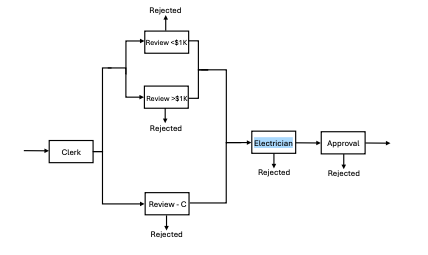 Rejected
Review <$1K
Review >$1K
Rejected
Clerk
Electrician
Approval
Rejected
Rejected
Review - C
Rejected